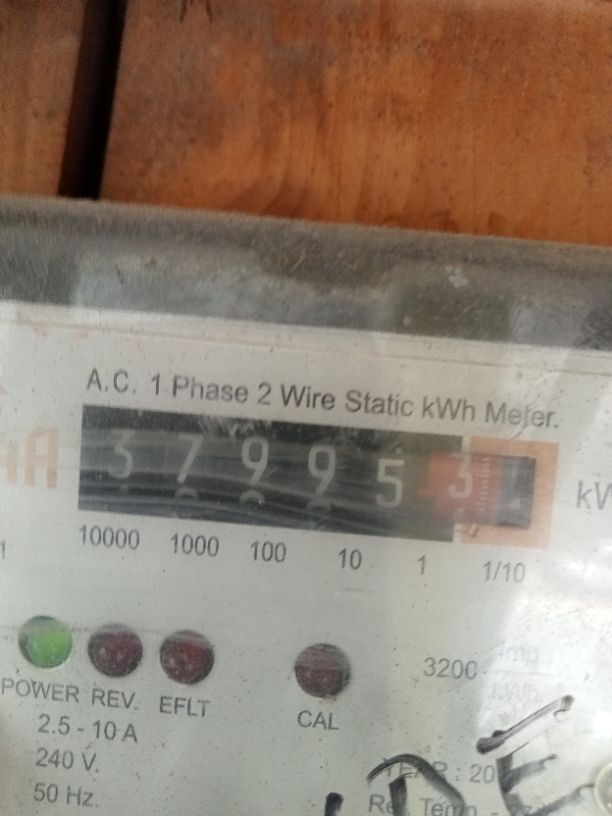 A.C. 1 Phase 2 Wire Static kWh Meter.
3 7 9 9 5 3
10000 1000 100 10 1 1/10
3200
POWER REV. EFLT CAL
2.5 - 10 A
240 V.
50 Hz.